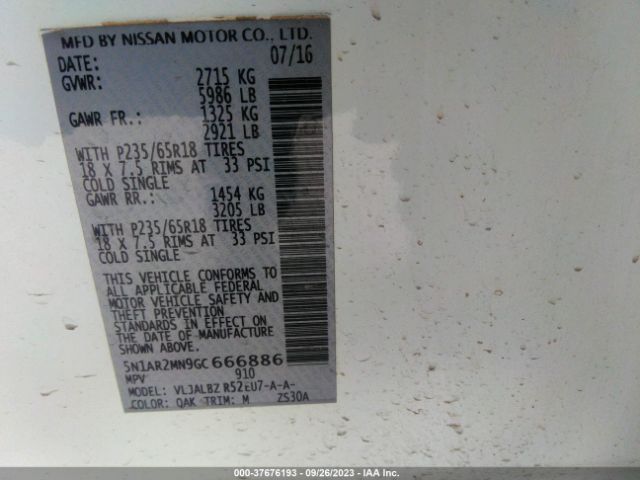 MFD BY NISSAN MOTOR CO., LTD.
DATE: 07/16
GVWR: 2715 KG
5986 LB
GAWR FR.: 1325 KG
2921 LB
WITH P235/65R18 TIRES
18 X 7.5 RIMS AT 33 PSI
COLD SINGLE
GAWR RR.: 1454 KG
3205 LB
WITH P235/65R18 TIRES
18 X 7.5 RIMS AT 33 PSI
COLD SINGLE
THIS VEHICLE CONFORMS TO
ALL APPLICABLE FEDERAL
MOTOR VEHICLE SAFETY AND
THEFT PREVENTION
STANDARDS IN EFFECT ON
THE DATE OF MANUFACTURE
SHOWN ABOVE.
5N1AR2MN9GC666886
MPV 910
MODEL: VLJALBZ R52EU7-A-A-
COLOR: QAK TRIM: M ZS30A
000-37676193 - 09/26/2023 - IAA Inc.